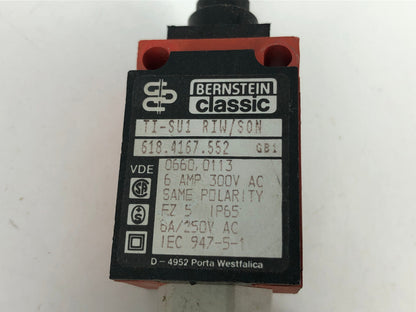 BERNSTEIN
classic
TI-SU1 RIW/SON
618.4167.552 GB1
VDE 0660,0113
6 AMP 300V AC
SAME POLARITY
FZ 5 IP65
6A/250V AC
IEC 947-5-1
D – 4952 Porta Westfalica